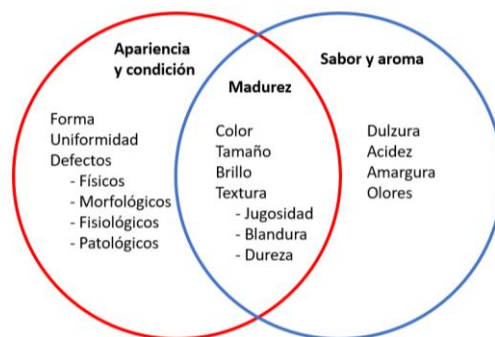 Apariencia
y condición
Forma
Uniformidad
Defectos
- Físicos
- Morfológicos
- Fisiológicos
- Patológicos
Madurez
Color
Tamaño
Brillo
Textura
- Jugosidad
- Blandura
- Dureza
Sabor y aroma
Dulzura
Acidez
Amargura
Olores